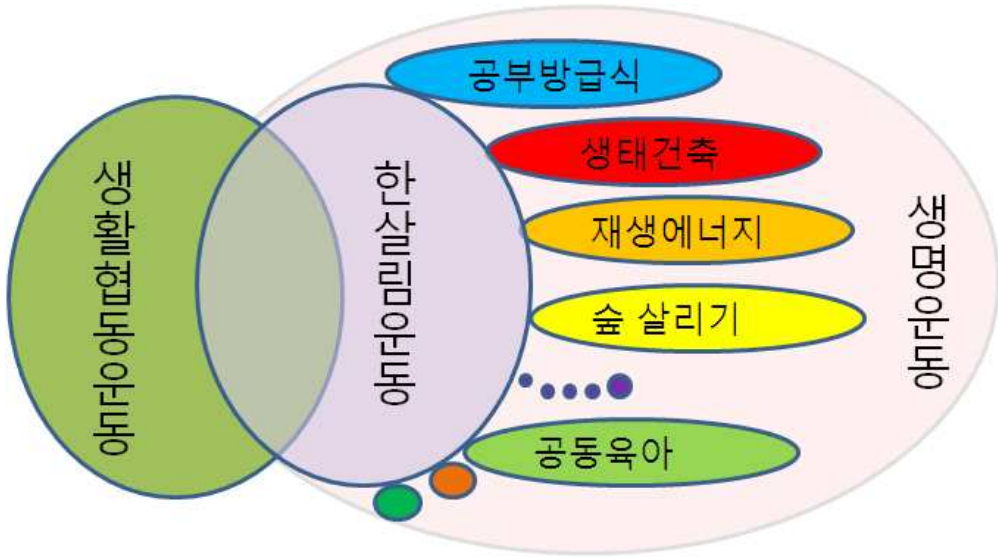 생활협동운동
한살림운동
공부방급식
생태건축
재생에너지
숲 살리기
공동육아
생명운동